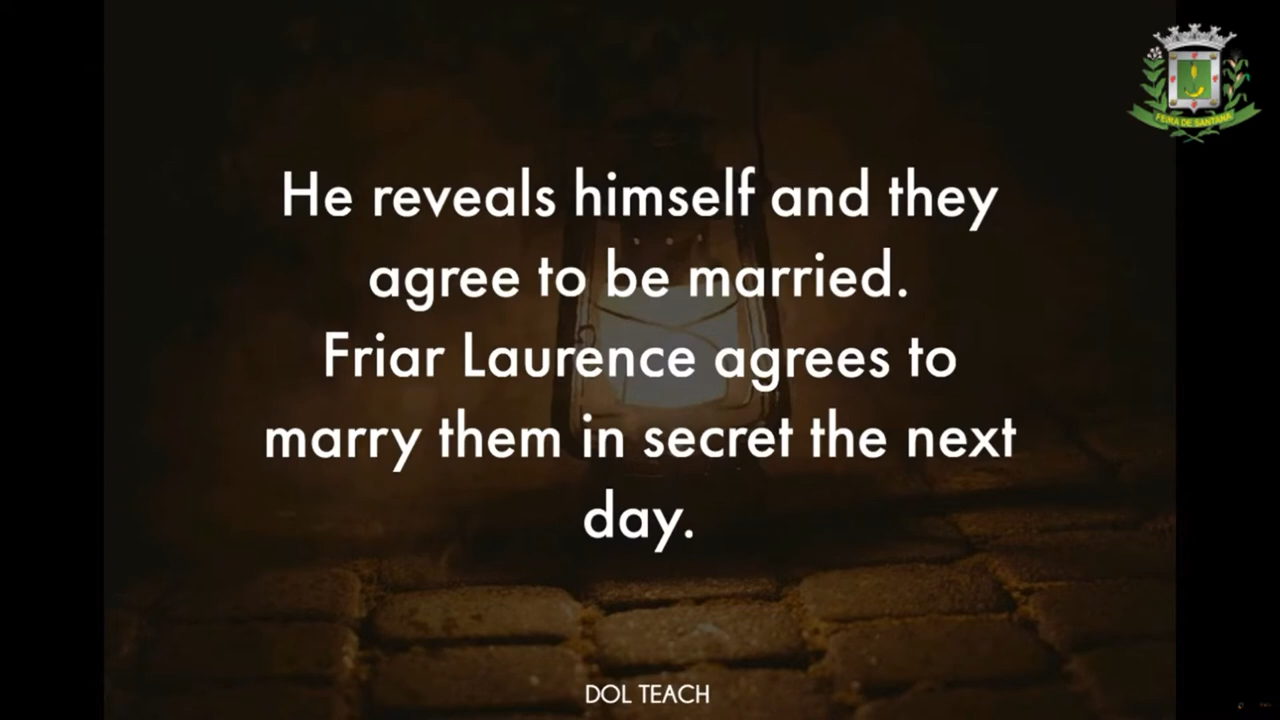 FEIRA DE SANTANA
He reveals himself and they
agree to be married.
Friar Laurence agrees to
marry them in secret the next
day.
DOL TEACH